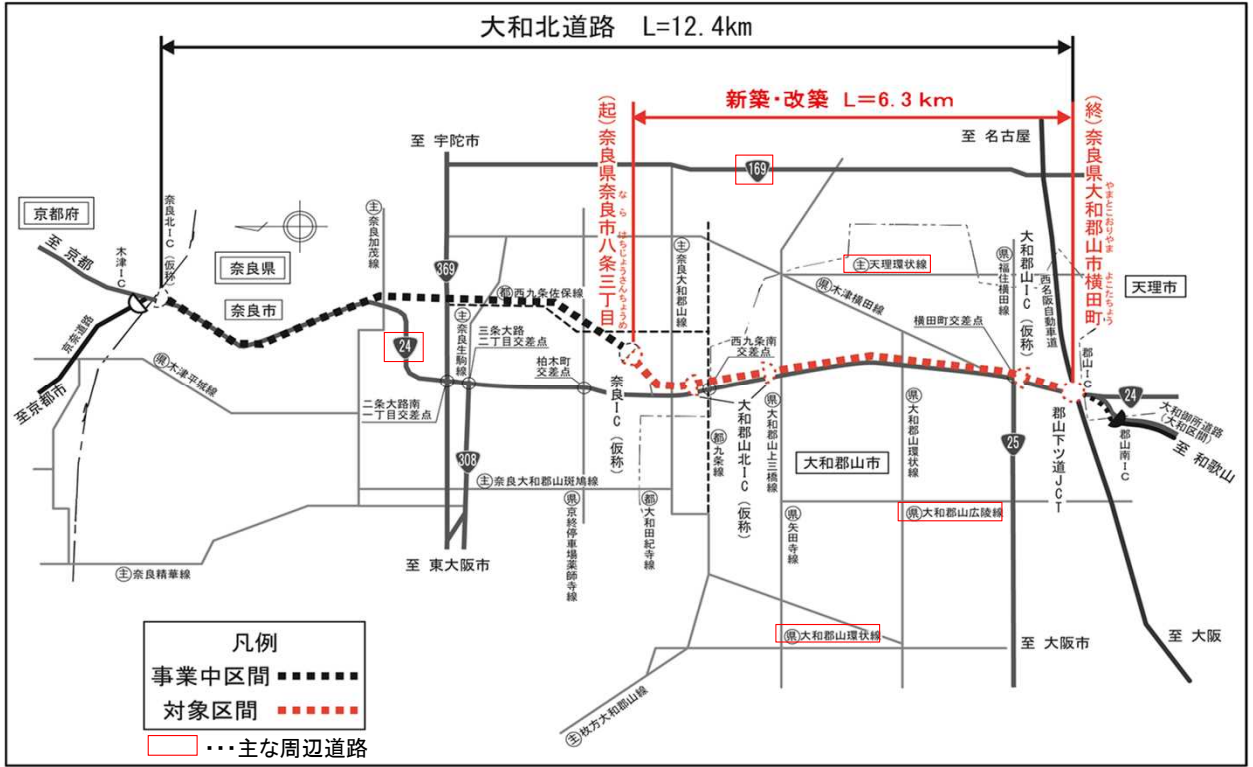 大和北道路 L=12.4km
新築・改築 L=6.3km
(起)奈良県奈良市八条三丁目
なら はちじょうさんちょうめ
(終)奈良県大和郡山市横田町
やまとこおりやま よこたちょう
至 宇陀市
至 名古屋
169
京都府
至 京都
木津IC
奈良北IC(仮称)
奈良県
奈良市
主奈良加茂線
369
都西九条佐保線
主奈良大和郡山線
主天理環状線
県木津横田線
県福住横田線
大和郡山IC(仮称)
西名阪自動車道
天理市
京奈道路
至京都市
県木津平城線
24
主奈良生駒線
三条大路
二丁目交差点
柏木町
交差点
西九条南
交差点
横田町交差点
郡山IC
24
大和御所道路
(大和区間)
至 和歌山
郡山南IC
二条大路南
一丁目交差点
奈良IC(仮称)
都九条線
大和郡山北IC(仮称)
県大和郡山上三橋線
県大和郡山環状線
25
郡山下ツ道JCT
大和郡山市
308
主奈良大和郡山斑鳩線
県京終停車場薬師寺線
都大和田紀寺線
県矢田寺線
県大和郡山広陵線
至 東大阪市
主奈良精華線
県大和郡山環状線
至 大阪市
至 大阪
主枚方大和郡山線
凡例
事業中区間
対象区間
・・・主な周辺道路